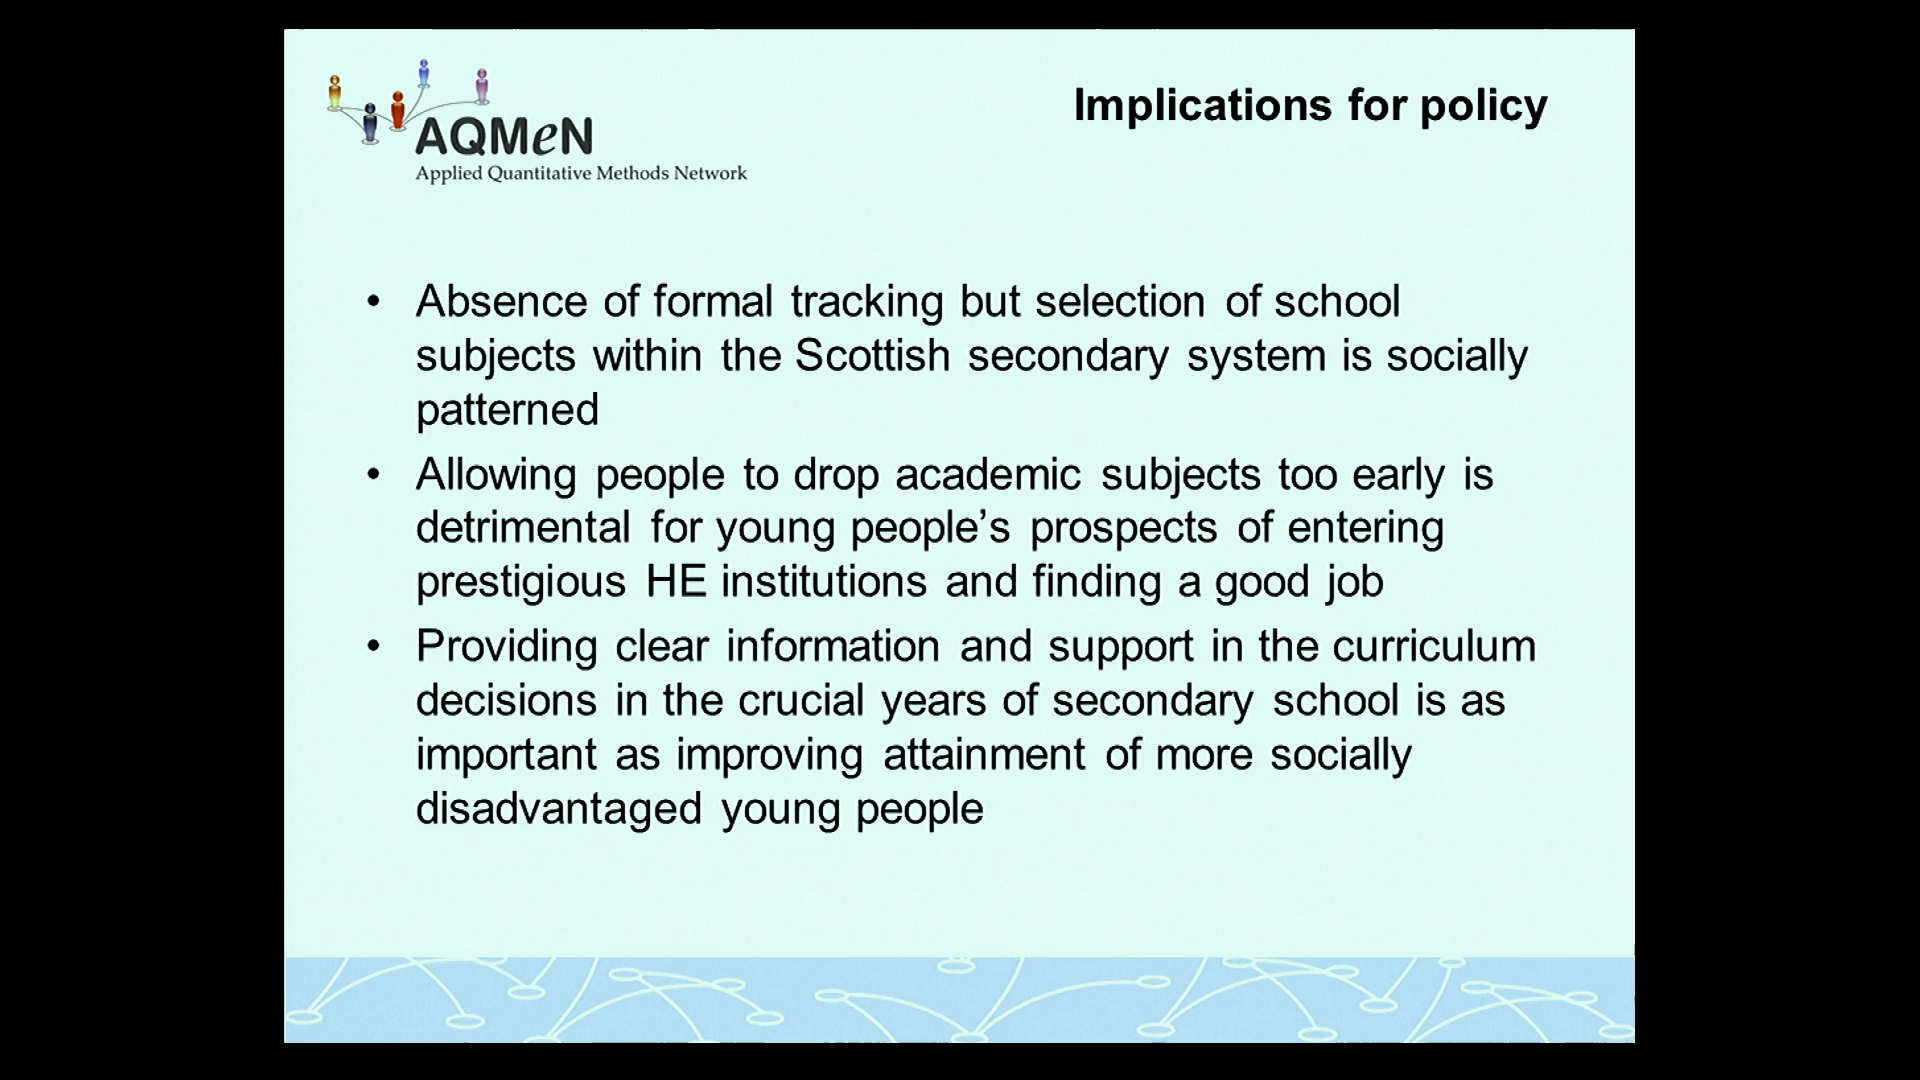 AQMeN
Applied Quantitative Methods Network
Implications for policy
• Absence of formal tracking but selection of school
subjects within the Scottish secondary system is socially
patterned
• Allowing people to drop academic subjects too early is
detrimental for young people’s prospects of entering
prestigious HE institutions and finding a good job
• Providing clear information and support in the curriculum
decisions in the crucial years of secondary school is as
important as improving attainment of more socially
disadvantaged young people